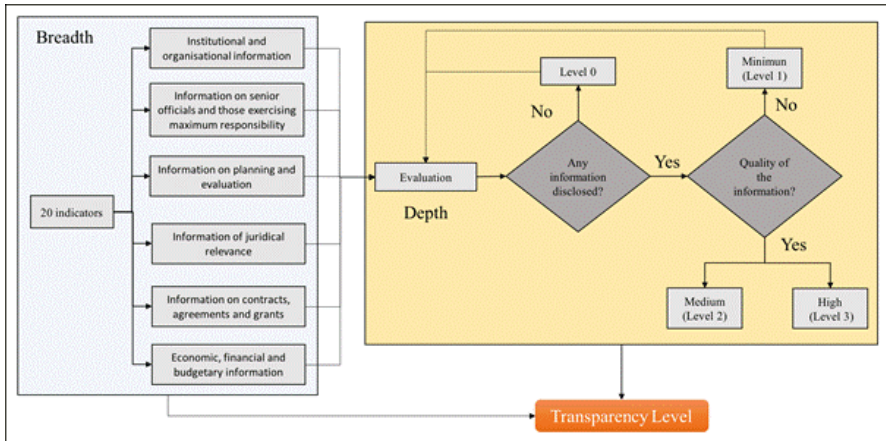 Breadth
20 indicators
Institutional and
organisational information
Information on senior
officials and those exercising
maximum responsibility
Information on planning and
evaluation
Information of juridical
relevance
Information on contracts,
agreements and grants
Economic, financial and
budgetary information
Evaluation
Depth
Level 0
No
Any
information
disclosed?
Yes
Minimun
(Level 1)
No
Quality of
the
information?
Yes
Medium
(Level 2)
High
(Level 3)
Transparency Level